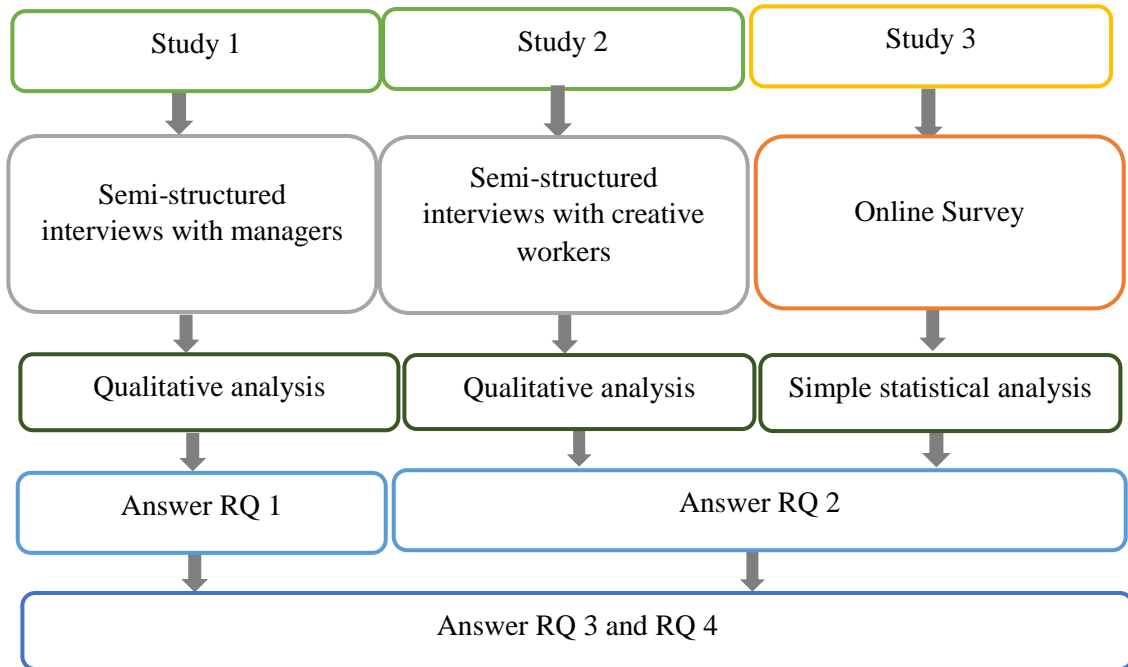 Study 1
Study 2
Study 3
Semi-structured
interviews with managers
Semi-structured
interviews with creative
workers
Online Survey
Qualitative analysis
Qualitative analysis
Simple statistical analysis
Answer RQ 1
Answer RQ 2
Answer RQ 3 and RQ 4